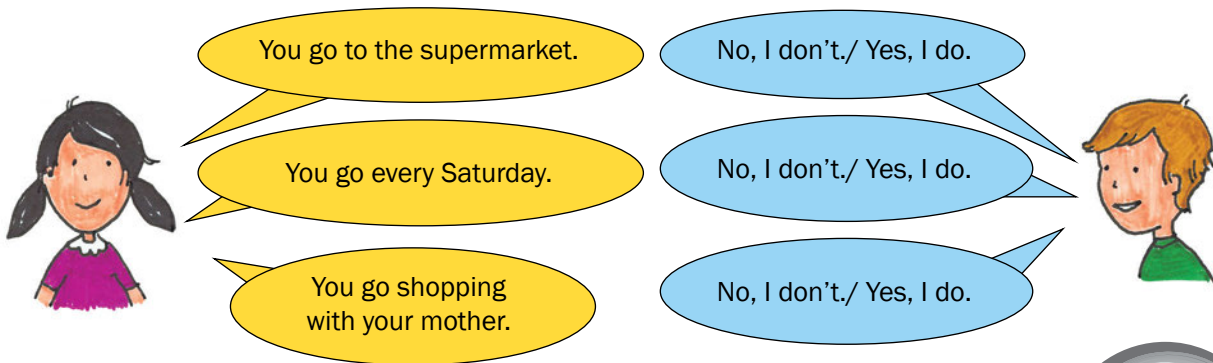 You go to the supermarket.
No, I don't./ Yes, I do.
You go every Saturday.
No, I don't./ Yes, I do.
You go shopping
with your mother.
No, I don't./ Yes, I do.